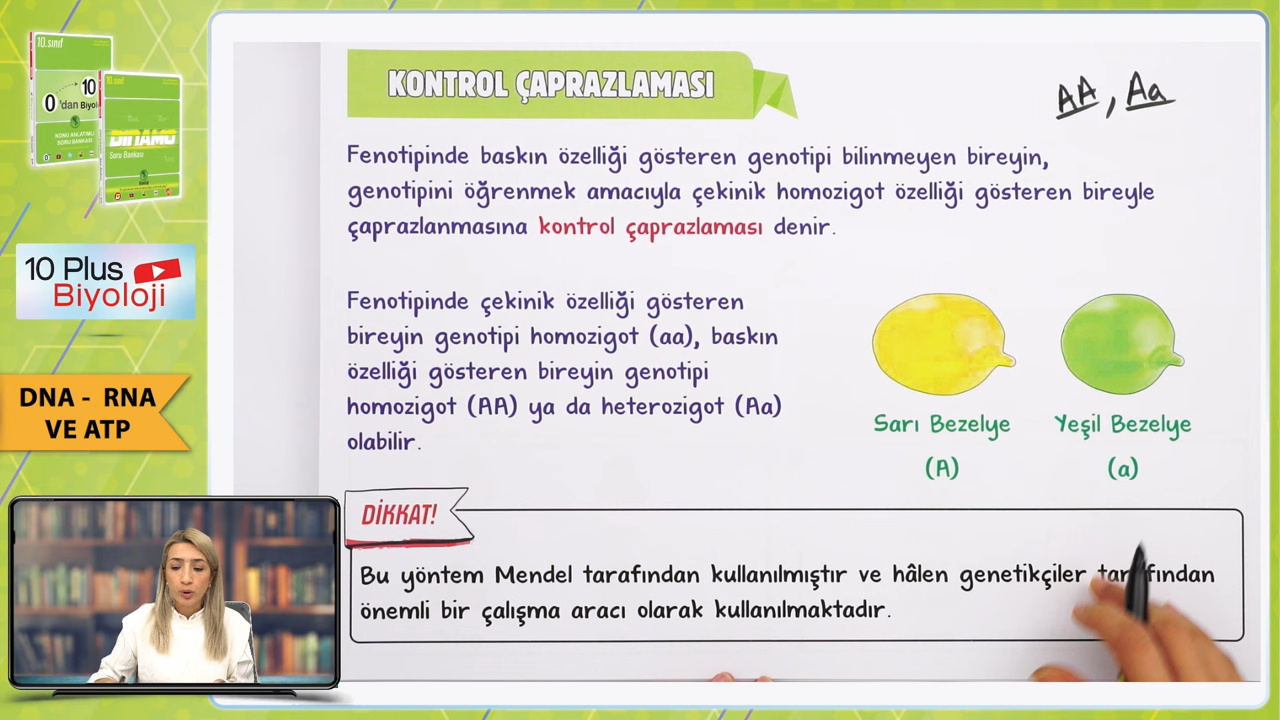 10.sınıf
0 10
'dan Biyol
KONU ANLATIMLI
SORU BANKASI
10.sınıf
DİNAMO
Soru Bankası
10 Plus
Biyoloji
DNA - RNA
VE ATP
KONTROL ÇAPRAZLAMASI
AA, Aa
Fenotipinde baskın özelliği gösteren genotipi bilinmeyen bireyin,
genotipini öğrenmek amacıyla çekinik homozigot özelliği gösteren bireyle
çaprazlanmasına kontrol çaprazlaması denir.
Fenotipinde çekinik özelliği gösteren
bireyin genotipi homozigot (aa), baskın
özelliği gösteren bireyin genotipi
homozigot (AA) ya da heterozigot (Aa)
olabilir.
Sarı Bezelye
(A)
Yeşil Bezelye
(a)
DİKKAT!
Bu yöntem Mendel tarafından kullanılmıştır ve hâlen genetikçiler tarafından
önemli bir çalışma aracı olarak kullanılmaktadır.